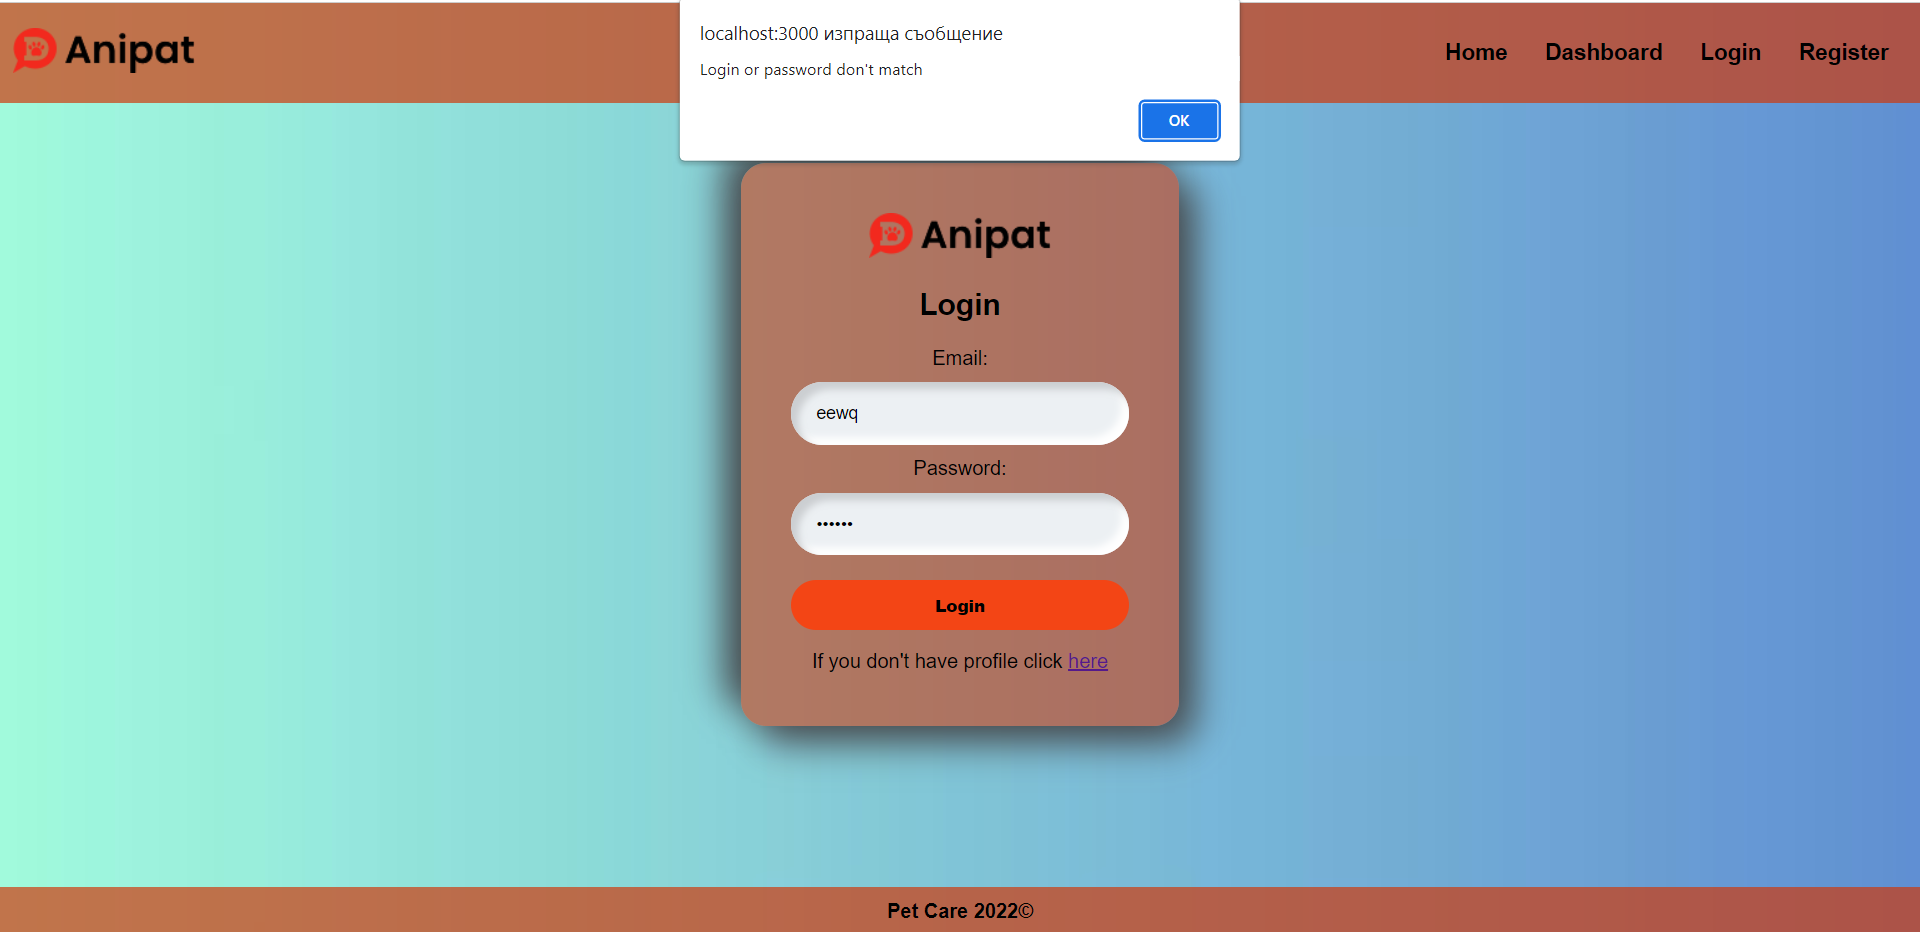 Anipat
Home Dashboard Login Register
localhost:3000 изпраща съобщение
Login or password don't match
OK
Anipat
Login
Email:
eewq
Password:
••••••
Login
If you don't have profile click here
Pet Care 2022©